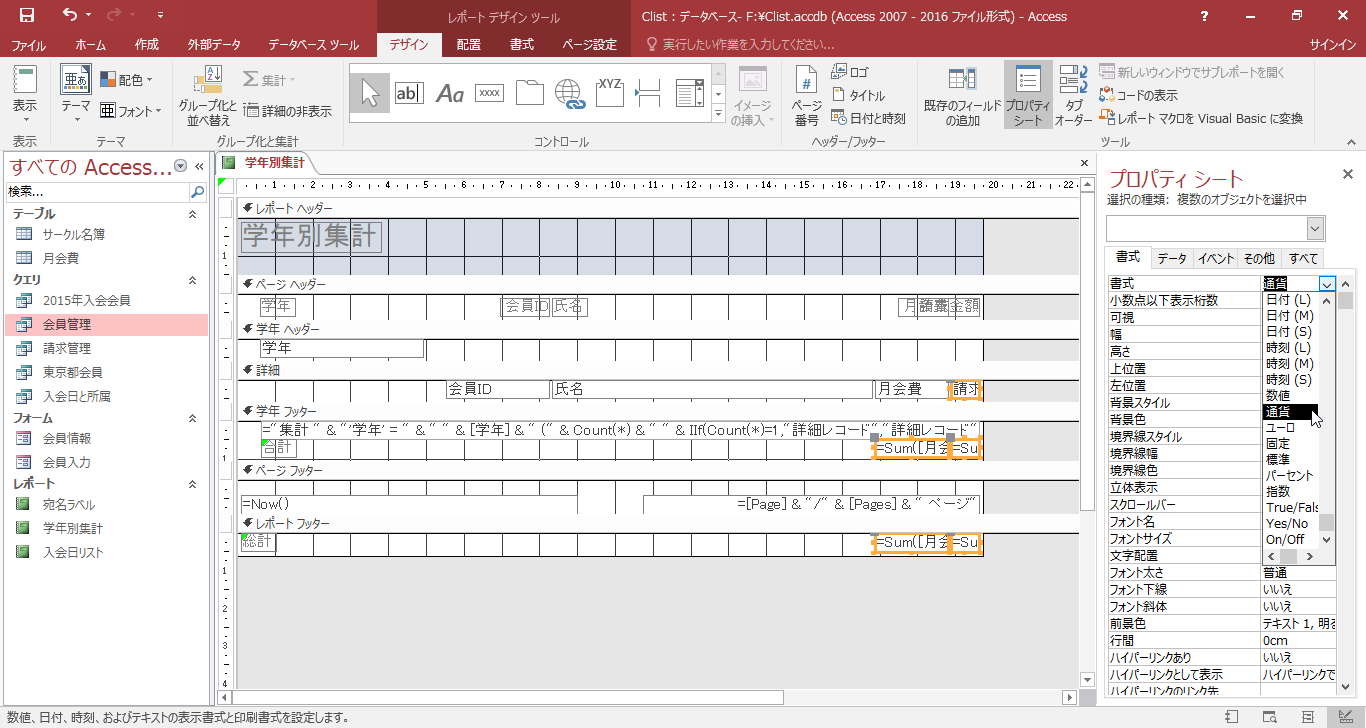 レポート デザイン ツール
Clist : データベース- F:¥Clist.accdb (Access 2007 - 2016 ファイル形式) - Access
?
ファイル ホーム 作成 外部データ データベース ツール デザイン 配置 書式 ページ設定 実行したい作業を入力してください... サインイン
表示
表示
亜あ
テーマ
配色
フォント
テーマ
グループ化と
並べ替え
Σ 集計
詳細の非表示
グループ化と集計
ab| Aa xxxx XYZ
イメージ
の挿入
コントロール
ページ
番号
ロゴ
タイトル
日付と時刻
ヘッダー/フッター
既存のフィールド
の追加
プロパティ
シート
タブ
オーダー
新しいウィンドウでサブレポートを開く
コードの表示
レポート マクロを Visual Basic に変換
ツール
すべての Access...
検索...
テーブル
サークル名簿
月会費
クエリ
2015年入会会員
会員管理
請求管理
東京都会員
入会日と所属
フォーム
会員情報
会員入力
レポート
宛名ラベル
学年別集計
入会日リスト
学年別集計
1 2 3 4 5 6 7 8 9 10 11 12 13 14 15 16 17 18 19 20 21 22
レポート ヘッダー
学年別集計
ページ ヘッダー
学年 会員ID 氏名 金額
学年 ヘッダー
学年
詳細
会員ID 氏名 月会費 請求
学年 フッター
="集計 " & "'学年' = " & " " & [学年] & " (" & Count(*) & " " & IIf(Count(*)=1,"詳細レコード","詳細レコード"
合計 =Sum([月会 =Su
ページ フッター
=Now() =[Page] & "/" & [Pages] & " ページ"
レポート フッター
総計 =Sum([月会 =Su
プロパティ シート
選択の種類: 複数のオブジェクトを選択中
書式 データ イベント その他 すべて
書式 通貨
小数点以下表示桁数
可視
幅
高さ
上位置
左位置
背景スタイル
背景色
境界線スタイル
境界線幅
境界線色
立体表示
スクロールバー
フォント名
フォントサイズ
文字配置
フォント太さ 普通
フォント下線 いいえ
フォント斜体 いいえ
前景色 テキスト 1, 明る
行間 0cm
ハイパーリンクあり いいえ
ハイパーリンクとして表示 ハイパーリンクで
ハイパーリンクのリンク先
日付 (L)
日付 (M)
日付 (S)
時刻 (L)
時刻 (M)
時刻 (S)
数値
通貨
ユーロ
固定
標準
パーセント
指数
True/Fals
Yes/No
On/Off
数値、日付、時刻、およびテキストの表示書式と印刷書式を設定します。